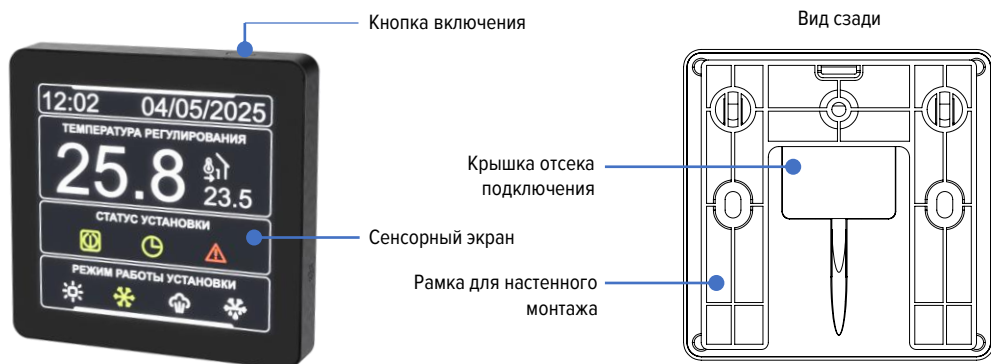 Кнопка включения
Вид сзади
12:02 04/05/2025
ТЕМПЕРАТУРА РЕГУЛИРОВАНИЯ
25.8
23.5
СТАТУС УСТАНОВКИ
РЕЖИМ РАБОТЫ УСТАНОВКИ
Сенсорный экран
Крышка отсека
подключения
Рамка для настенного
монтажа